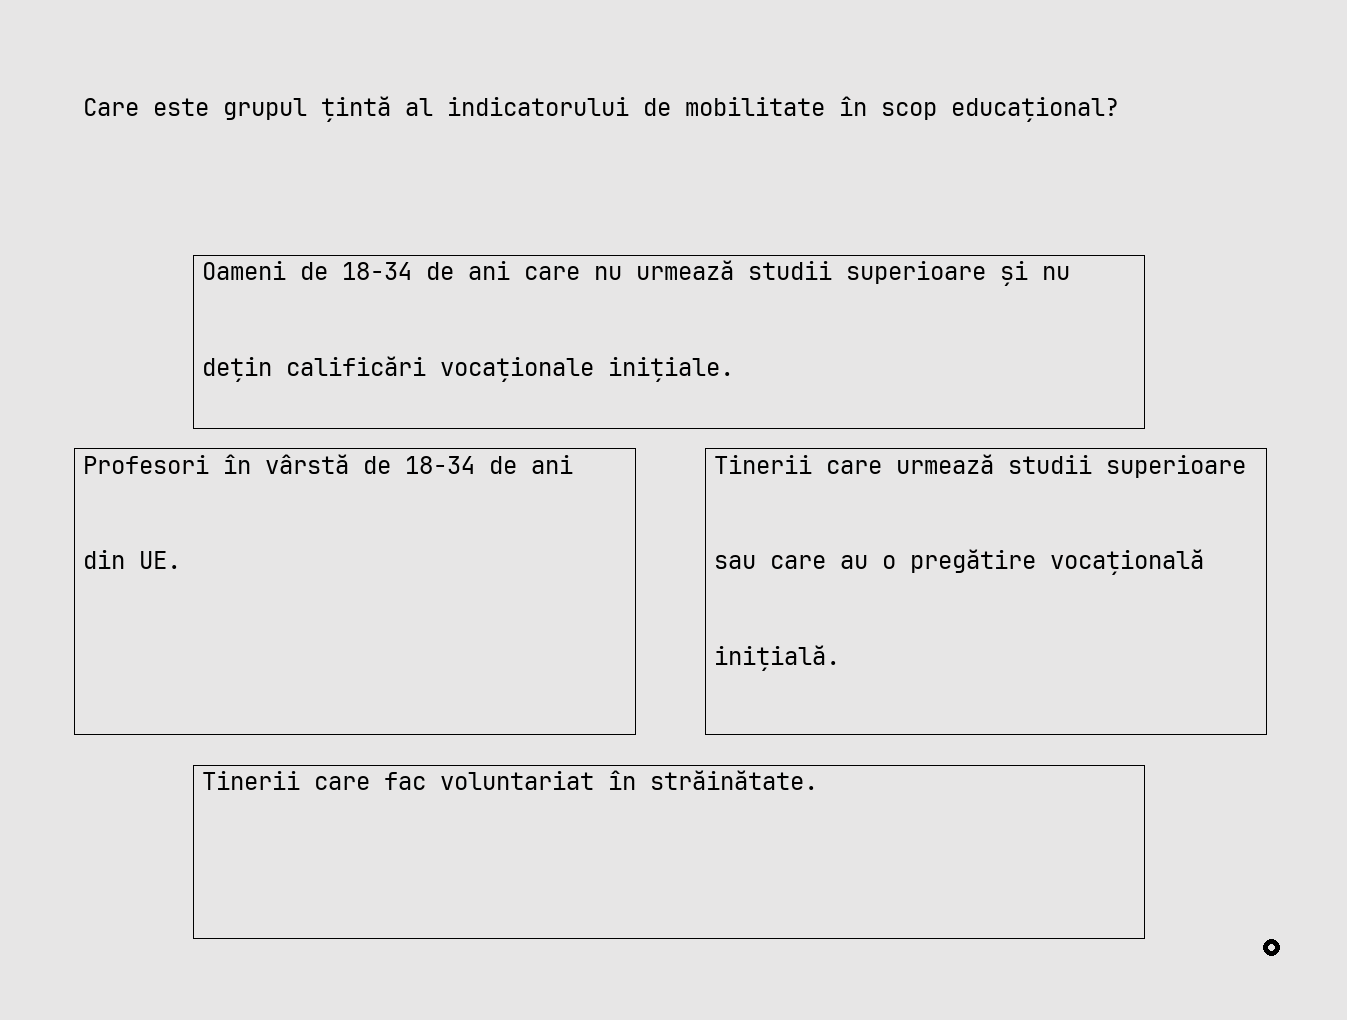 Care este grupul țintă al indicatorului de mobilitate în scop educațional?
Oameni de 18-34 de ani care nu urmează studii superioare și nu
dețin calificări vocaționale inițiale.
Profesori în vârstă de 18-34 de ani
din UE.
Tinerii care urmează studii superioare
sau care au o pregătire vocațională
inițială.
Tinerii care fac voluntariat în străinătate.